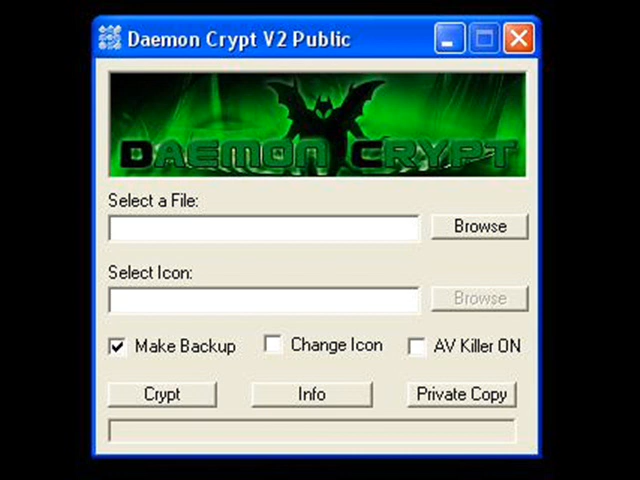 Daemon Crypt V2 Public
DAEMON CRYPT
Select a File:
Browse
Select Icon:
Browse
Make Backup Change Icon AV Killer ON
Crypt Info Private Copy